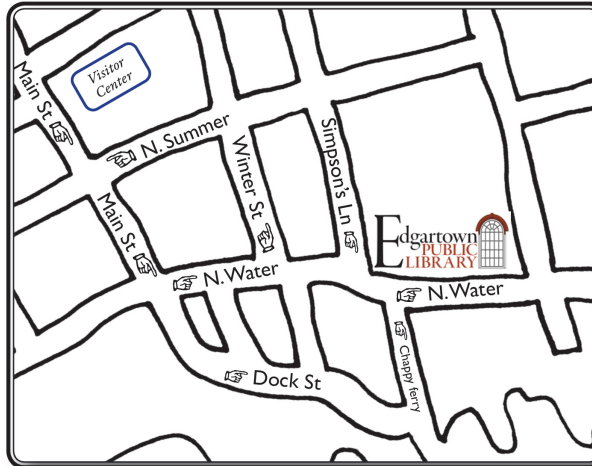 Visitor
Center
Main St
N. Summer
Simpson's Ln
Winter St
Main St
Edgartown
PUBLIC
LIBRARY
N. Water
N. Water
Chappy ferry
Dock St